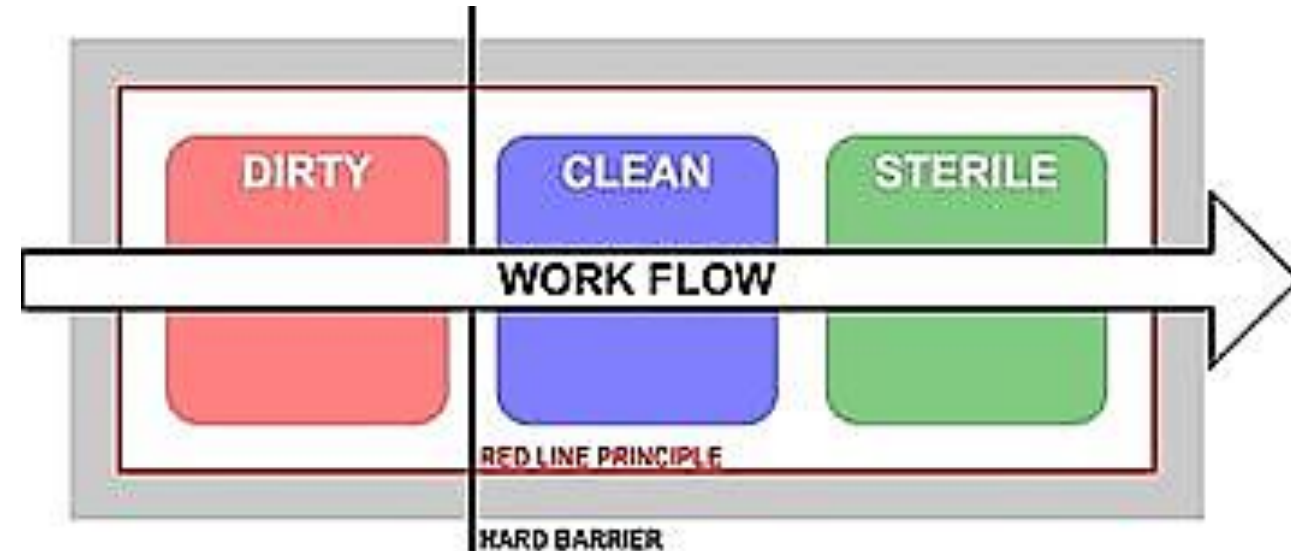 DIRTY
CLEAN
STERILE
WORK FLOW
RED LINE PRINCIPLE
HARD BARRIER